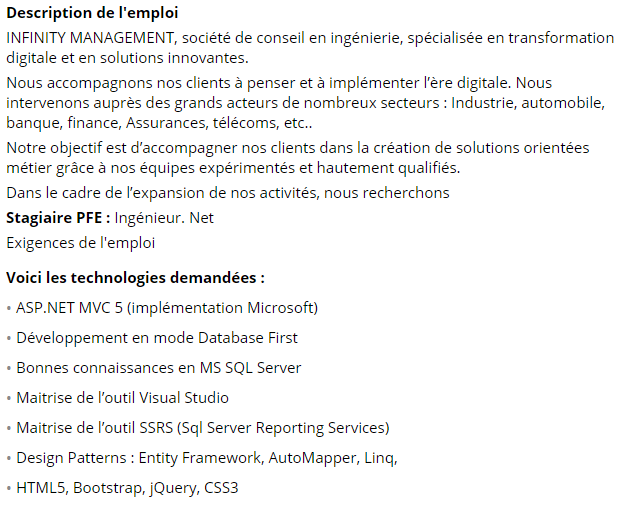 Description de l'emploi
INFINITY MANAGEMENT, société de conseil en ingénierie, spécialisée en transformation
digitale et en solutions innovantes.
Nous accompagnons nos clients à penser et à implémenter l’ère digitale. Nous
intervenons auprès des grands acteurs de nombreux secteurs : Industrie, automobile,
banque, finance, Assurances, télécoms, etc..
Notre objectif est d’accompagner nos clients dans la création de solutions orientées
métier grâce à nos équipes expérimentés et hautement qualifiés.
Dans le cadre de l’expansion de nos activités, nous recherchons
Stagiaire PFE : Ingénieur. Net
Exigences de l'emploi
Voici les technologies demandées :
• ASP.NET MVC 5 (implémentation Microsoft)
• Développement en mode Database First
• Bonnes connaissances en MS SQL Server
• Maitrise de l’outil Visual Studio
• Maitrise de l’outil SSRS (Sql Server Reporting Services)
• Design Patterns : Entity Framework, AutoMapper, Linq,
• HTML5, Bootstrap, jQuery, CSS3